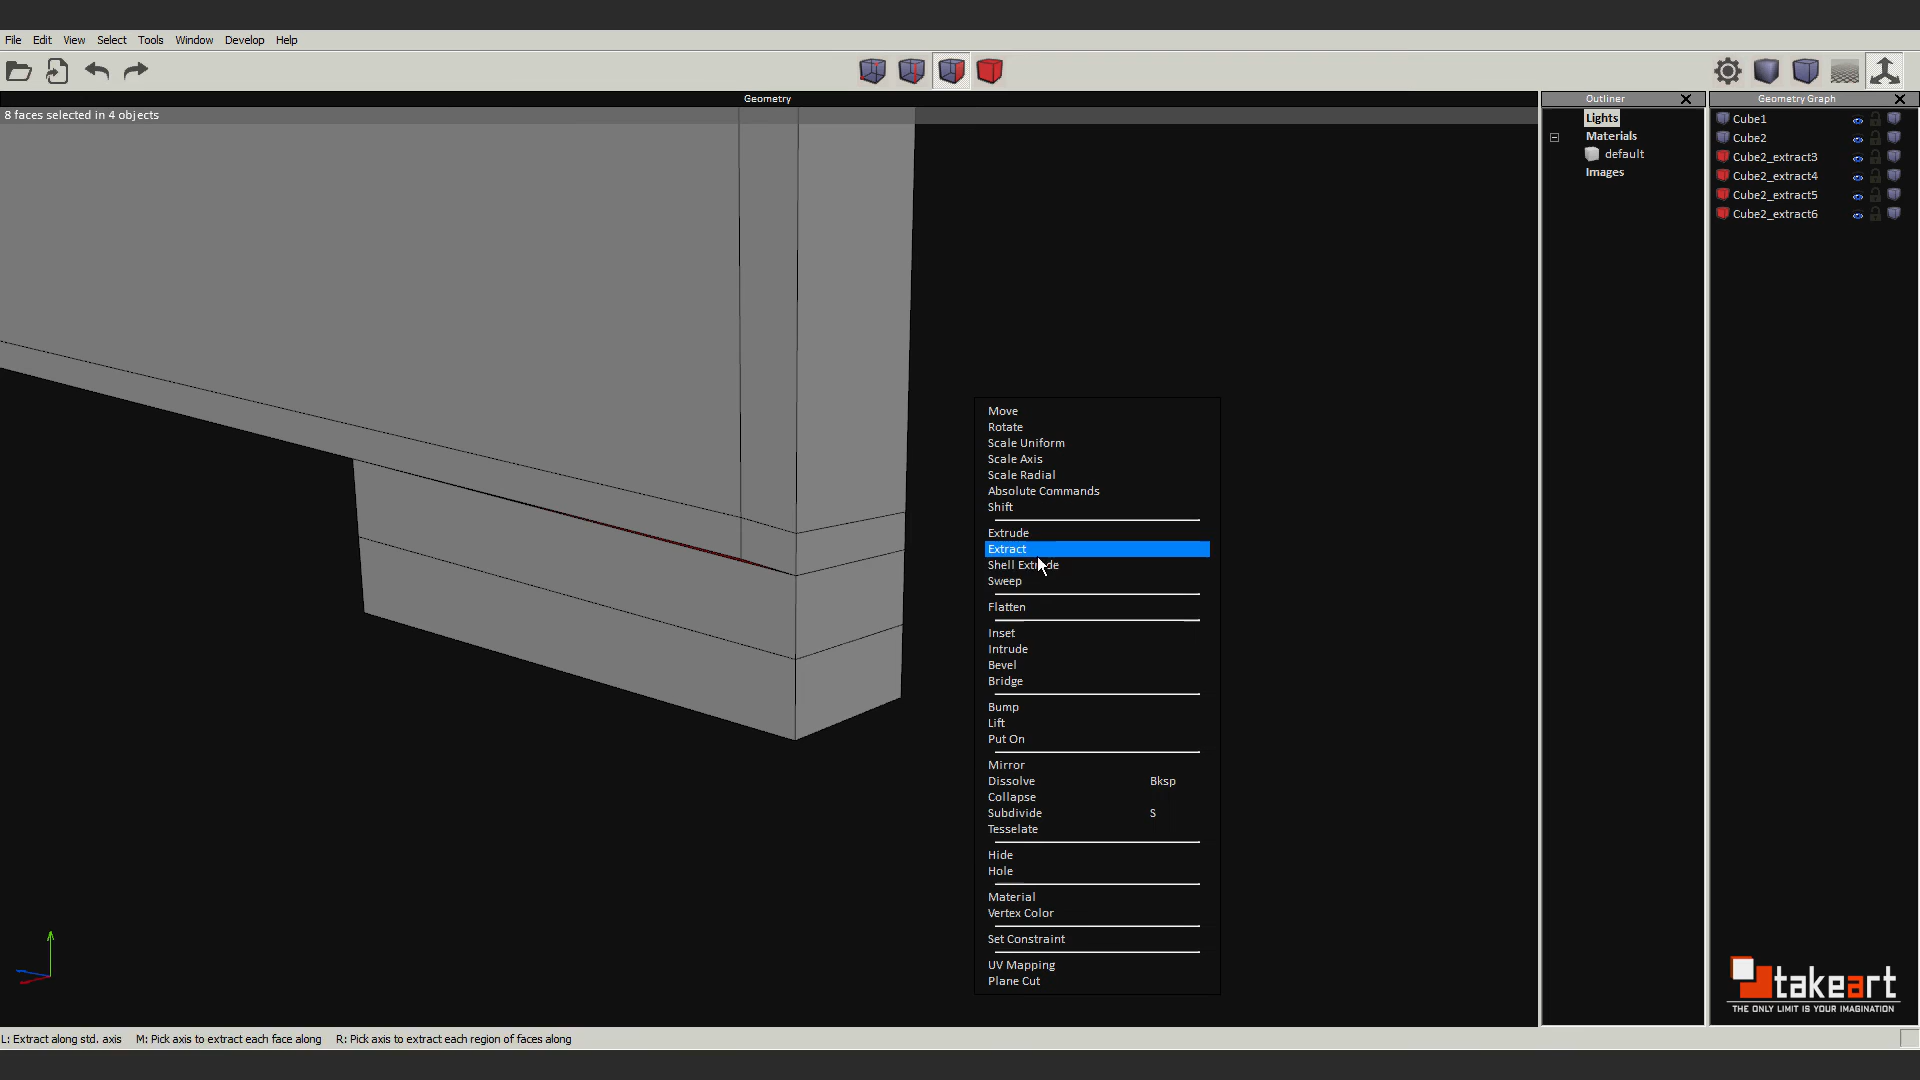 File Edit View Select Tools Window Develop Help
Geometry
Outliner
Geometry Graph
8 faces selected in 4 objects
Lights
Materials
default
Images
Cube1
Cube2
Cube2_extract3
Cube2_extract4
Cube2_extract5
Cube2_extract6
Move
Rotate
Scale Uniform
Scale Axis
Scale Radial
Absolute Commands
Shift
Extrude
Extract
Shell Extrude
Sweep
Flatten
Inset
Intrude
Bevel
Bridge
Bump
Lift
Put On
Mirror
Dissolve Bksp
Collapse
Subdivide S
Tesselate
Hide
Hole
Material
Vertex Color
Set Constraint
UV Mapping
Plane Cut
takeart
THE ONLY LIMIT IS YOUR IMAGINATION
L: Extract along std. axis M: Pick axis to extract each face along R: Pick axis to extract each region of faces along